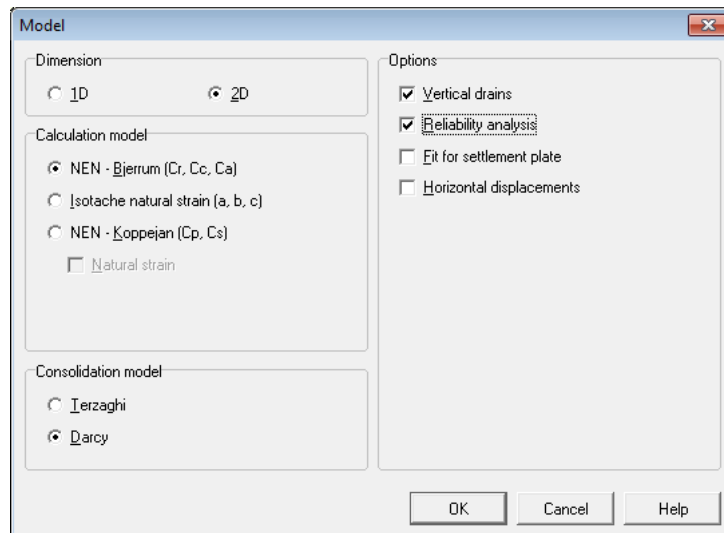 Model
Dimension
1D
2D
Calculation model
NEN - Bjerrum (Cr, Cc, Ca)
Isotache natural strain (a, b, c)
NEN - Koppejan (Cp, Cs)
Natural strain
Consolidation model
Terzaghi
Darcy
Options
Vertical drains
Reliability analysis
Fit for settlement plate
Horizontal displacements
OK
Cancel
Help